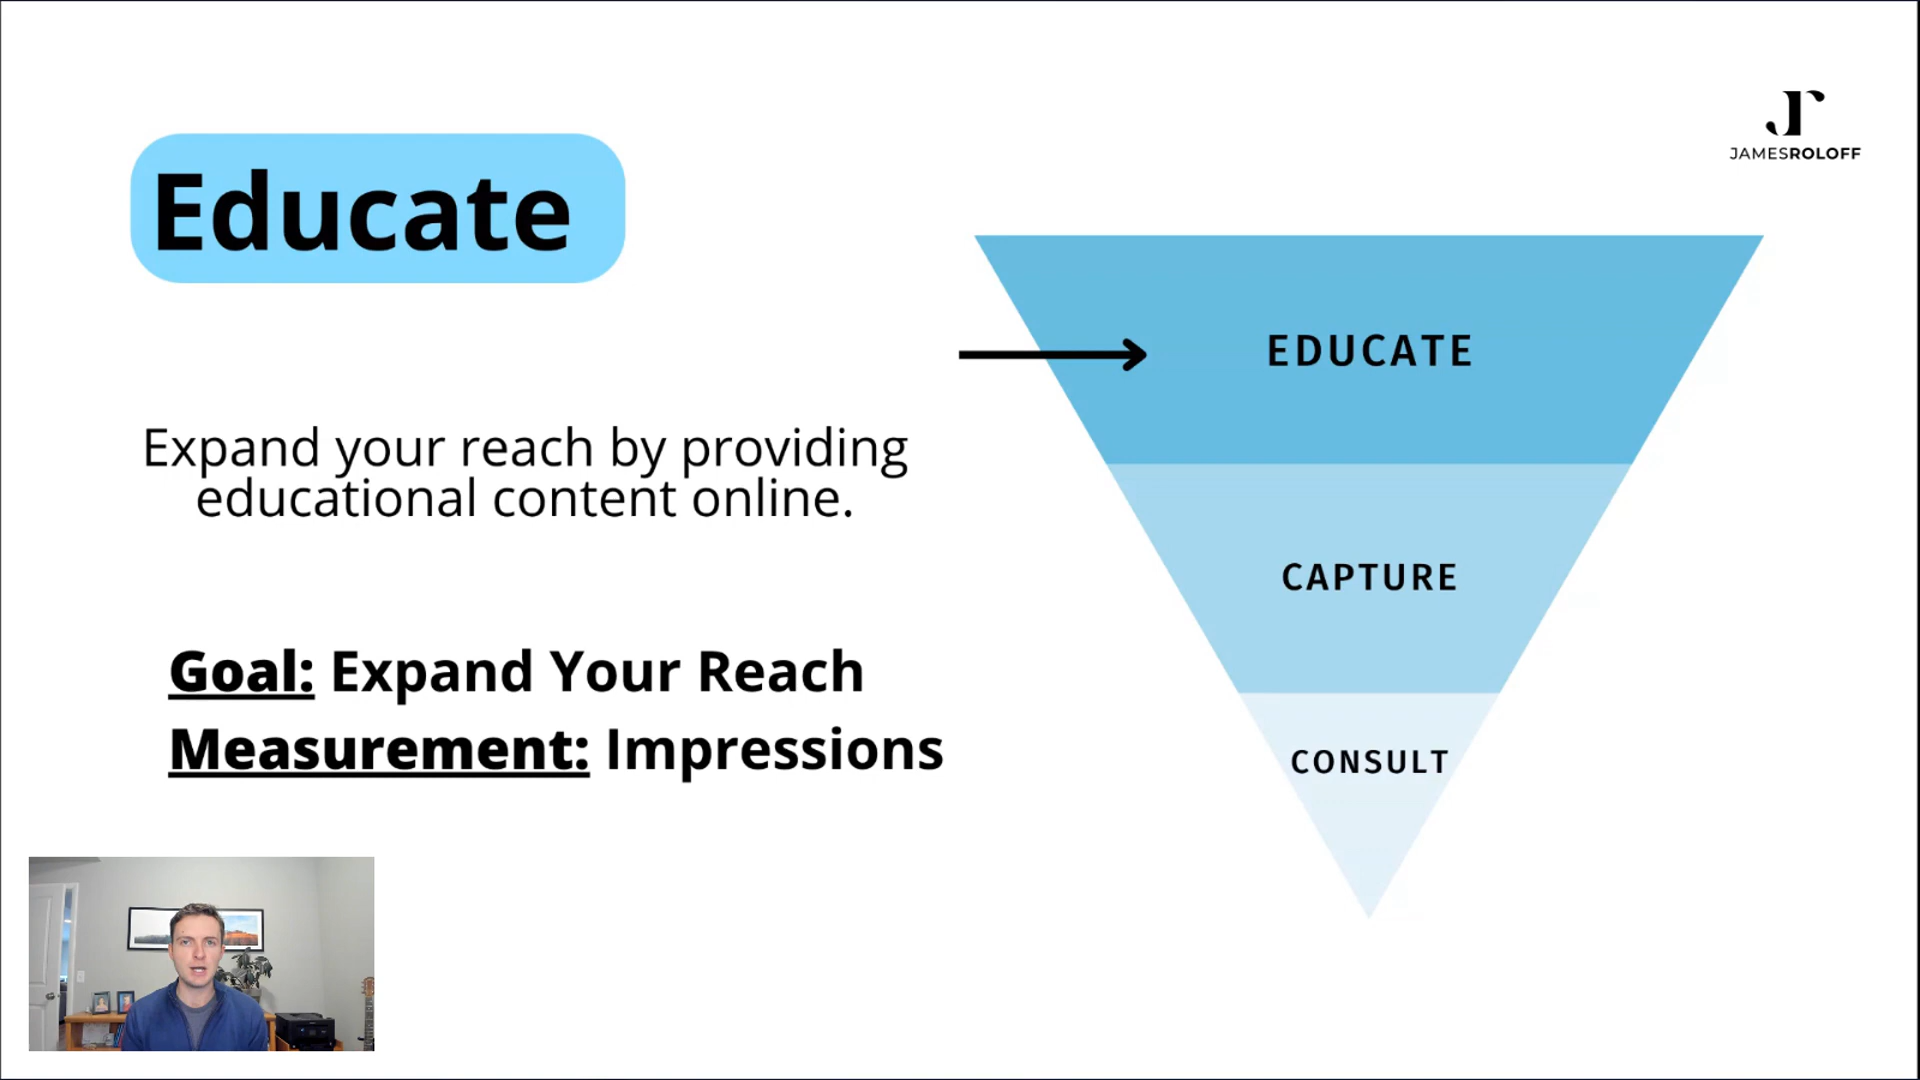 Educate
JAMESROLOFF
EDUCATE
Expand your reach by providing
educational content online.
CAPTURE
Goal: Expand Your Reach
Measurement: Impressions
CONSULT